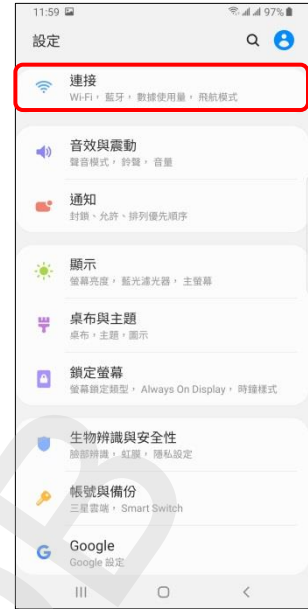 11:59 97%
設定
連接
Wi-Fi, 藍牙, 數據使用量, 飛航模式
音效與震動
聲音模式, 鈴聲, 音量
通知
封鎖、允許、排列優先順序
顯示
螢幕亮度, 藍光濾光器, 主螢幕
桌布與主題
桌布, 主題, 圖示
鎖定螢幕
螢幕鎖定類型, Always On Display, 時鐘樣式
生物辨識與安全性
臉部辨識, 虹膜, 隱私設定
帳號與備份
三星雲端, Smart Switch
Google
Google 設定